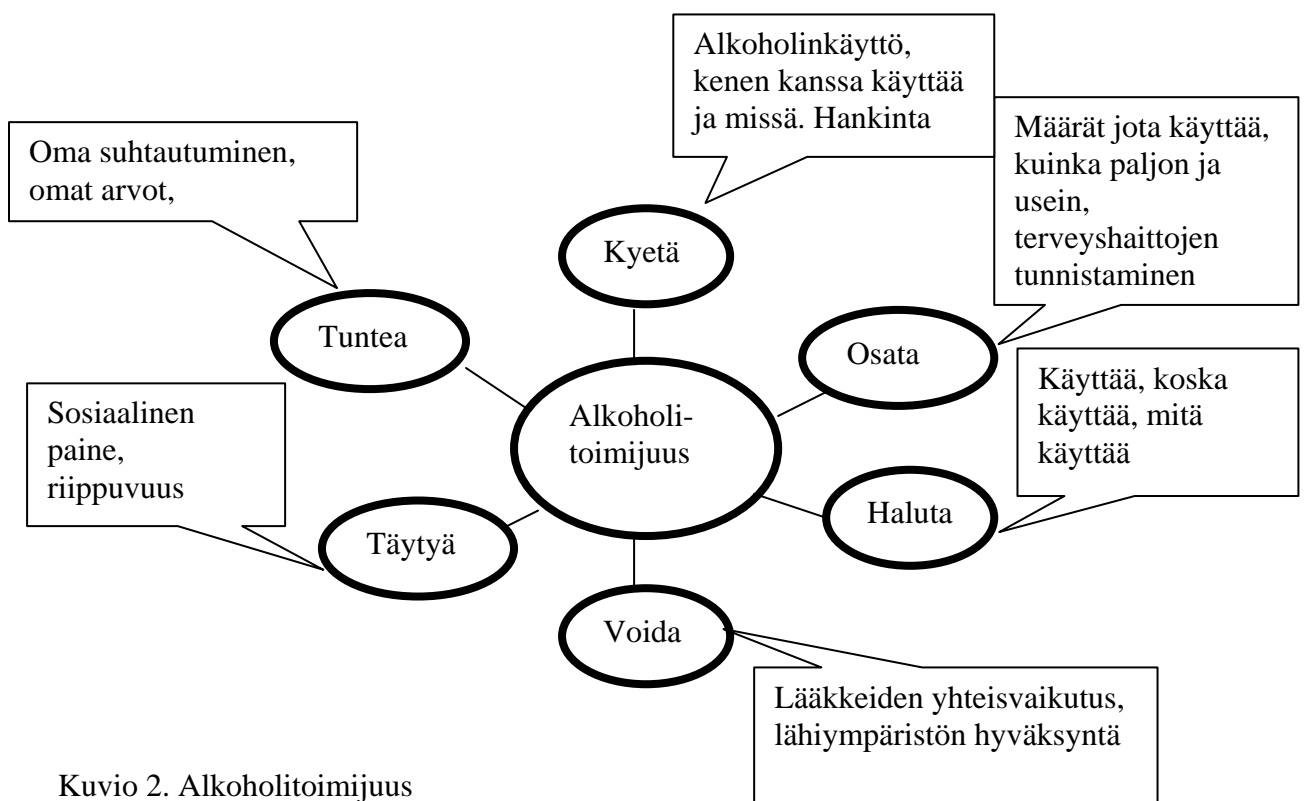 Alkoholinkäyttö,
kenen kanssa käyttää
ja missä. Hankinta
Määrät jota käyttää,
kuinka paljon ja
usein,
terveyshaittojen
tunnistaminen
Oma suhtautuminen,
omat arvot,
Kyetä
Tuntea
Osata
Käyttää, koska
käyttää, mitä
käyttää
Sosiaalinen
paine,
riippuvuus
Alkoholi-
toimijuus
Haluta
Täytyä
Voida
Lääkkeiden yhteisvaikutus,
lähiympäristön hyväksyntä
Kuvio 2. Alkoholitoimijuus